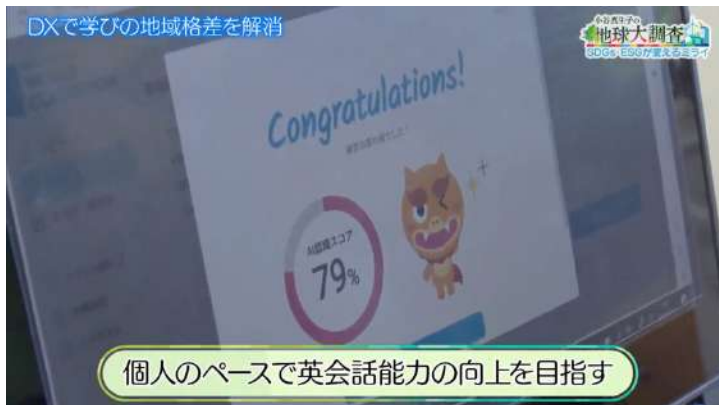 DXで学びの地域格差を解消
小谷真生子の
地球大調査
SDGs・ESGが変えるミライ
Congratulations!
AI認識スコア
79%
個人のペースで英会話能力の向上を目指す